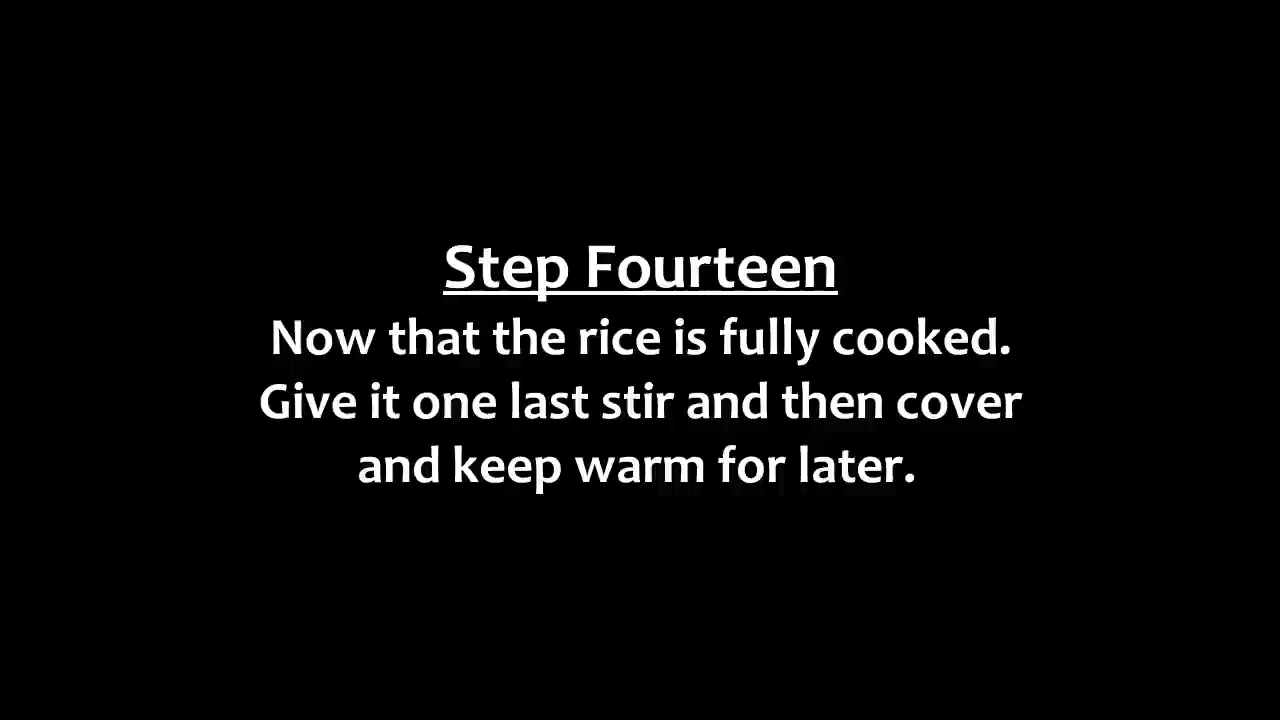 Step Fourteen
Now that the rice is fully cooked.
Give it one last stir and then cover
and keep warm for later.